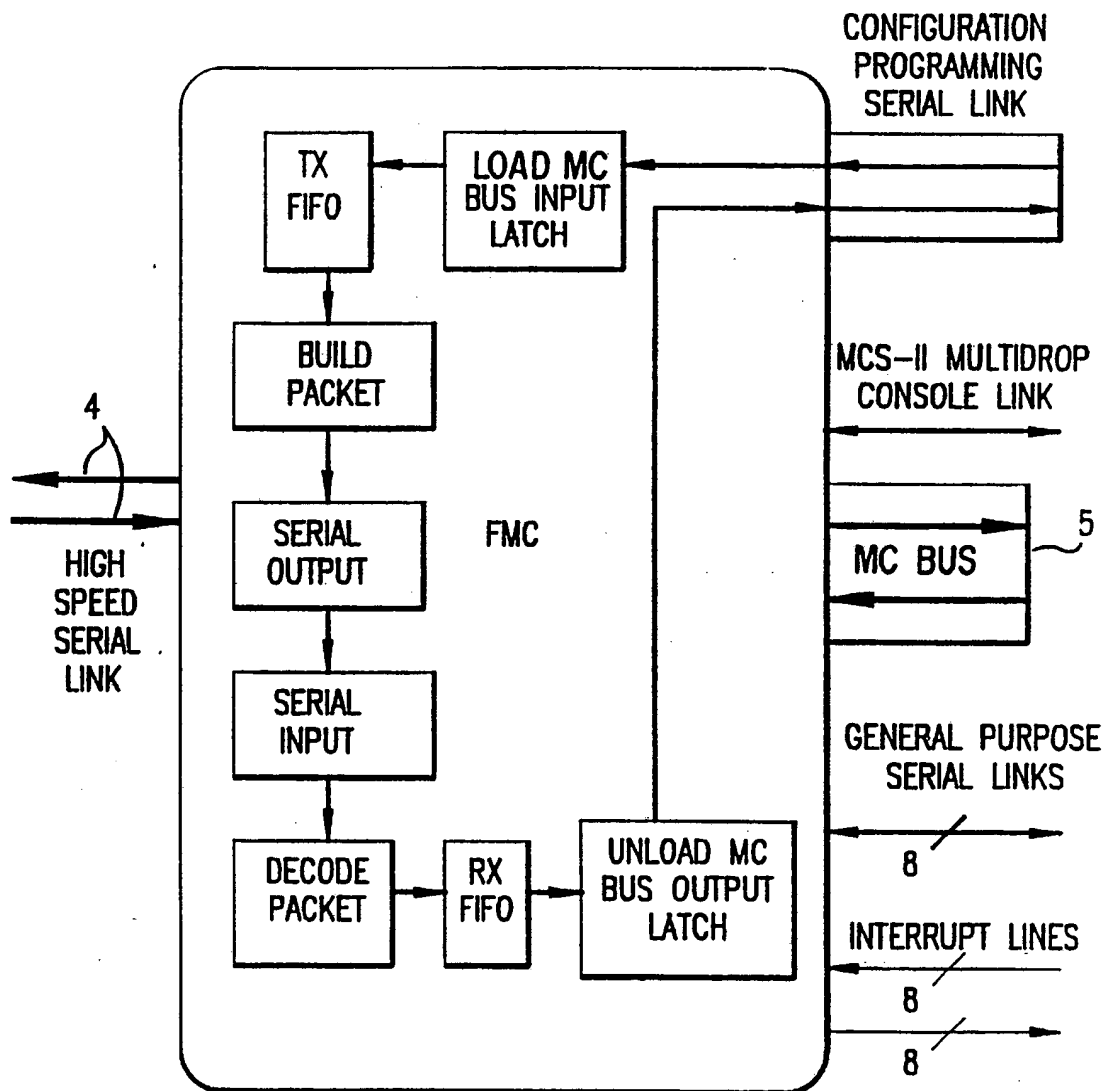 CONFIGURATION
PROGRAMMING
SERIAL LINK
TX
FIFO
LOAD MC
BUS INPUT
LATCH
BUILD
PACKET
MCS-II MULTIDROP
CONSOLE LINK
4
SERIAL
OUTPUT
FMC
5
MC BUS
HIGH
SPEED
SERIAL
LINK
SERIAL
INPUT
GENERAL PURPOSE
SERIAL LINKS
8
DECODE
PACKET
RX
FIFO
UNLOAD MC
BUS OUTPUT
LATCH
INTERRUPT LINES
8
8